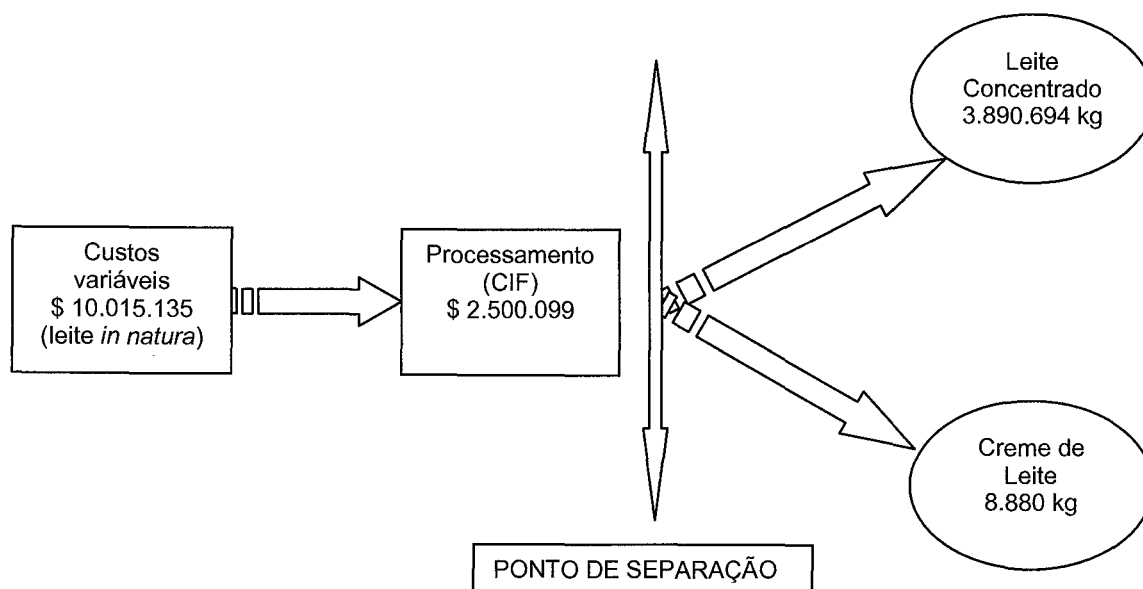 Custos
variáveis
$ 10.015.135
(leite in natura)
Processamento
(CIF)
$ 2.500.099
Leite
Concentrado
3.890.694 kg
Creme de
Leite
8.880 kg
PONTO DE SEPARAÇÃO